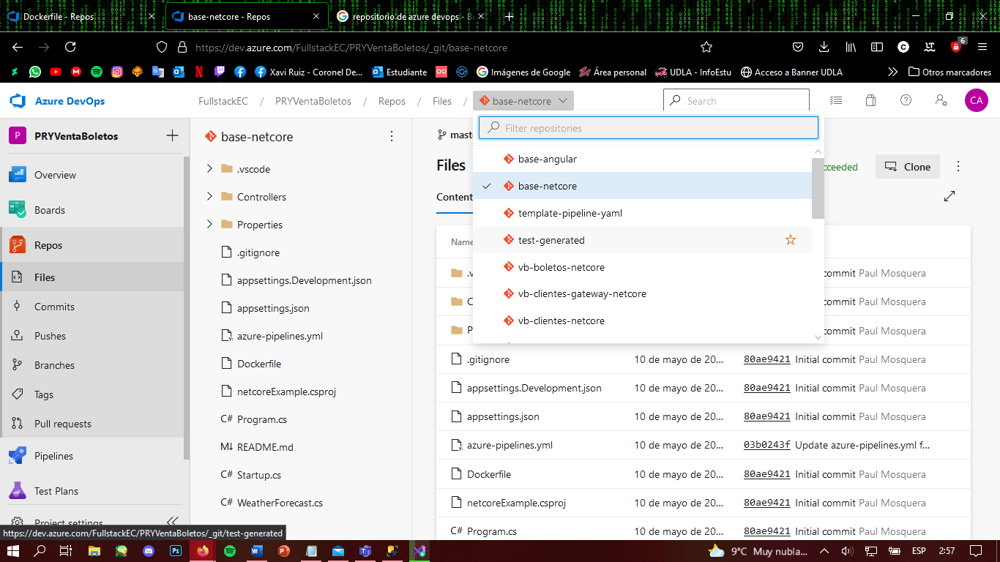 Dockerfile - Repos
base-netcore - Repos
repositorio de azure devops - B
https://dev.azure.com/FullstackEC/PRYVentaBoletos/_git/base-netcore
6
Xavi Ruiz - Coronel De...
Estudiante
Imágenes de Google
Área personal
UDLA - InfoEstu
Acceso a Banner UDLA
Otros marcadores
Azure DevOps
FullstackEC / PRYVentaBoletos / Repos / Files / base-netcore
Search
CA
P PRYVentaBoletos
Overview
Boards
Repos
Files
Commits
Pushes
Branches
Tags
Pull requests
Pipelines
Test Plans
Project settings
base-netcore
.vscode
Controllers
Properties
.gitignore
appsettings.Development.json
appsettings.json
azure-pipelines.yml
Dockerfile
netcoreExample.csproj
C# Program.cs
M↓ README.md
C# Startup.cs
C# WeatherForecast.cs
Filter repositories
base-angular
base-netcore
template-pipeline-yaml
test-generated
vb-boletos-netcore
vb-clientes-gateway-netcore
vb-clientes-netcore
Files
cceeded
Clone
Content
Name
.v
ommit Paul Mosquera
C
ommit Paul Mosquera
P
ommit Paul Mosquera
.gitignore 10 de mayo de 20... 80ae9421 Initial commit Paul Mosquera
appsettings.Development.json 10 de mayo de 20... 80ae9421 Initial commit Paul Mosquera
appsettings.json 10 de mayo de 20... 80ae9421 Initial commit Paul Mosquera
azure-pipelines.yml 10 de mayo de 20... 03b0243f Update azure-pipelines.yml f...
Dockerfile 10 de mayo de 20... 80ae9421 Initial commit Paul Mosquera
netcoreExample.csproj 10 de mayo de 20... 80ae9421 Initial commit Paul Mosquera
C# Program.cs 10 de mayo de 20... 80ae9421 Initial commit Paul Mosquera
https://dev.azure.com/FullstackEC/PRYVentaBoletos/_git/test-generated
9°C Muy nubla...
ESP
2:57